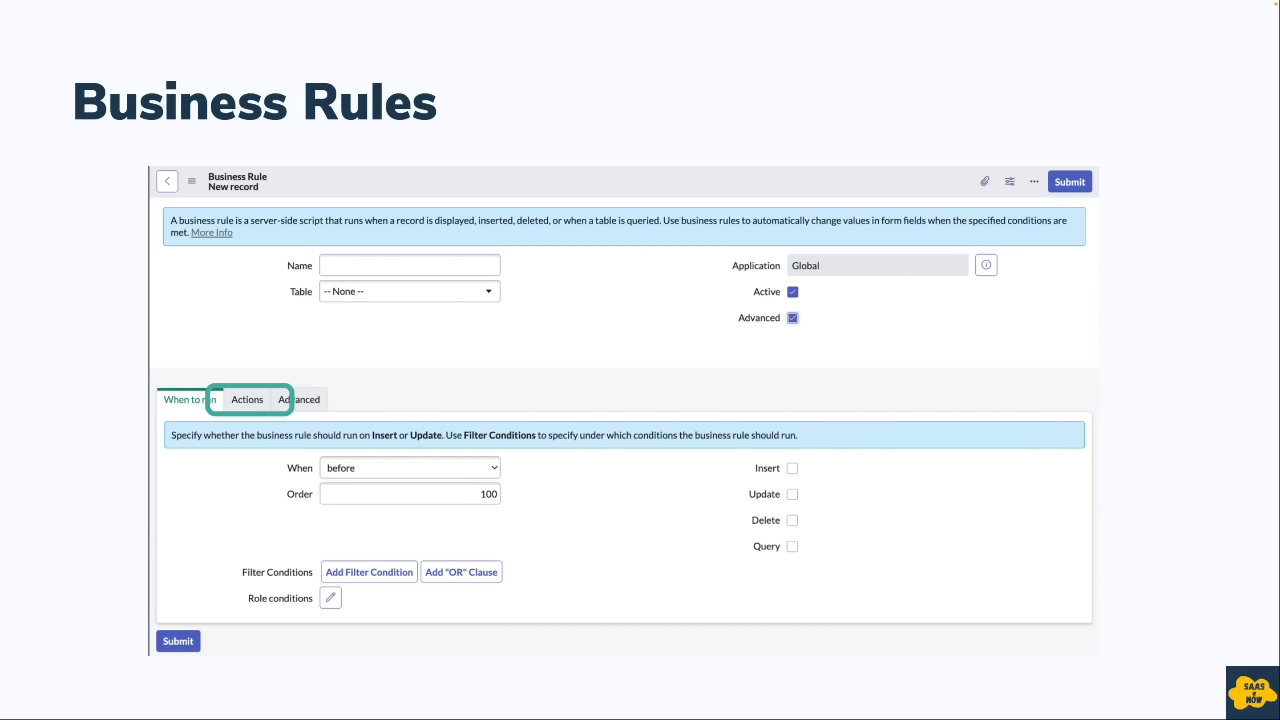 Business Rules
Business Rule
New record
Submit
A business rule is a server-side script that runs when a record is displayed, inserted, deleted, or when a table is queried. Use business rules to automatically change values in form fields when the specified conditions are
met. More Info
Name
Application Global
Table -- None --
Active
Advanced
When to run Actions Advanced
Specify whether the business rule should run on Insert or Update. Use Filter Conditions to specify under which conditions the business rule should run.
When before
Insert
Order 100
Update
Delete
Query
Filter Conditions Add Filter Condition Add "OR" Clause
Role conditions
Submit
SAAS
NOW